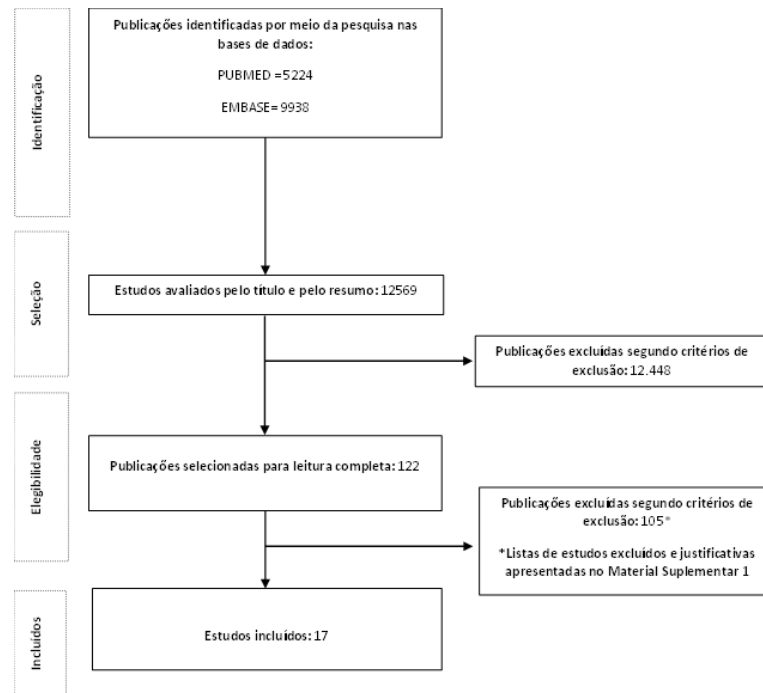 Identificação
Publicações identificadas por meio da pesquisa nas
bases de dados:
PUBMED =5224
EMBASE= 9938
Seleção
Estudos avaliados pelo título e pelo resumo: 12569
Publicações excluídas segundo critérios de
exclusão: 12.448
Elegibilidade
Publicações selecionadas para leitura completa: 122
Publicações excluídas segundo critérios de
exclusão: 105*
*Listas de estudos excluídos e justificativas
apresentadas no Material Suplementar 1
Incluídos
Estudos incluídos: 17